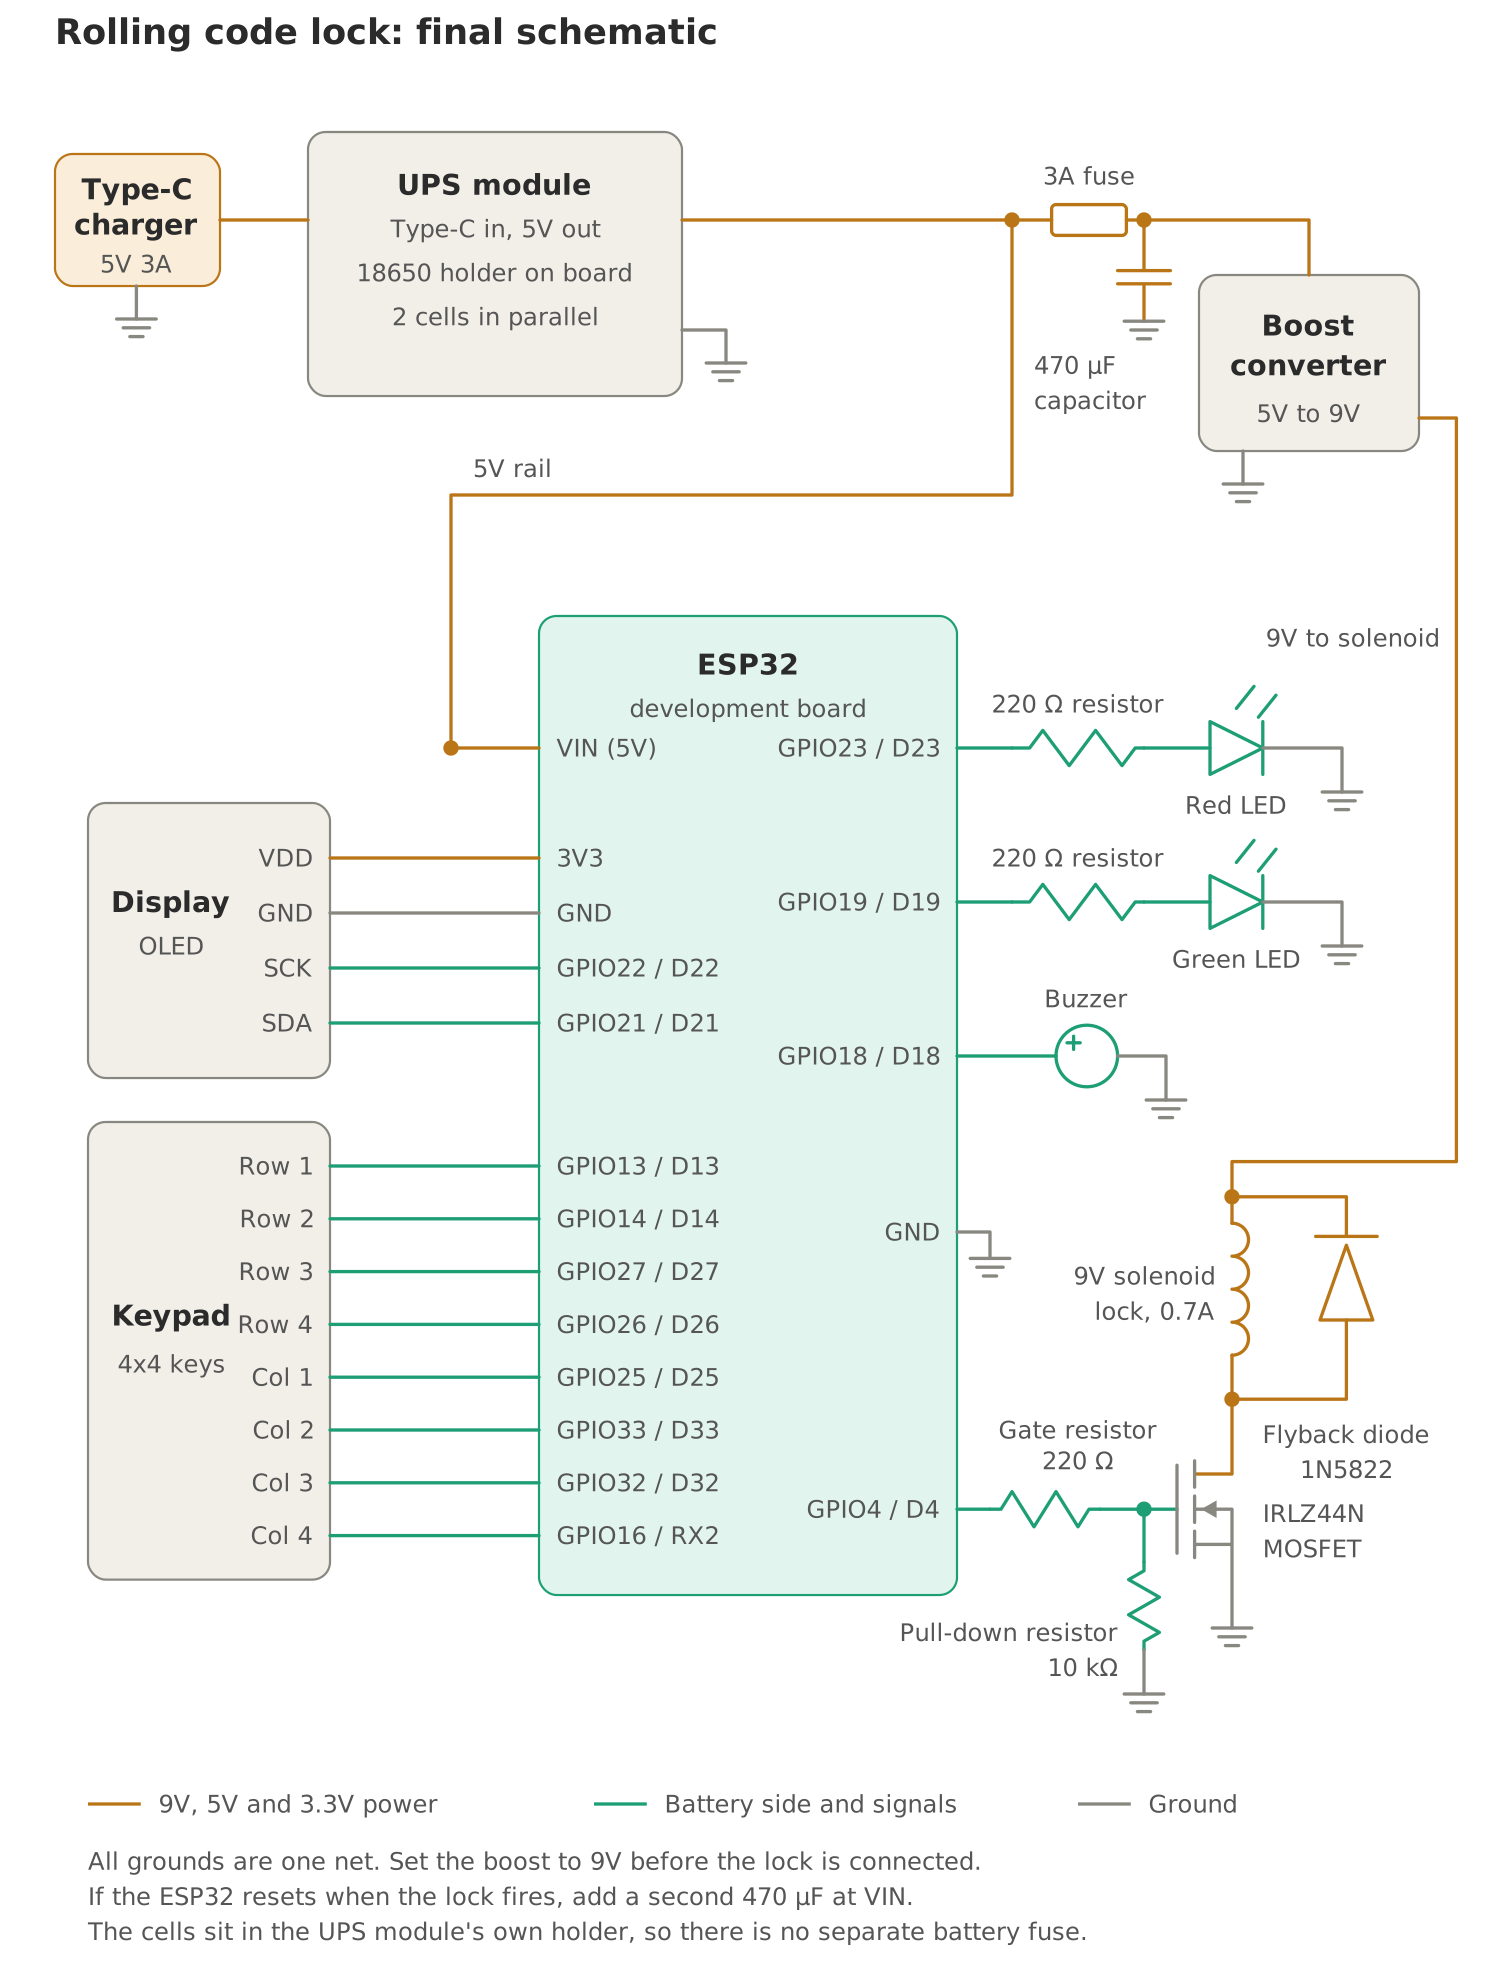 Rolling code lock: final schematic
Type-C
charger
5V 3A
UPS module
Type-C in, 5V out
18650 holder on board
2 cells in parallel
3A fuse
470 µF
capacitor
Boost
converter
5V to 9V
5V rail
9V to solenoid
ESP32
development board
VIN (5V)
3V3
GND
GPIO22 / D22
GPIO21 / D21
GPIO13 / D13
GPIO14 / D14
GPIO27 / D27
GPIO26 / D26
GPIO25 / D25
GPIO33 / D33
GPIO32 / D32
GPIO16 / RX2
GPIO23 / D23
GPIO19 / D19
GPIO18 / D18
GND
GPIO4 / D4
Display
OLED
VDD
GND
SCK
SDA
Keypad
4x4 keys
Row 1
Row 2
Row 3
Row 4
Col 1
Col 2
Col 3
Col 4
220 Ω resistor
Red LED
220 Ω resistor
Green LED
Buzzer
+
9V solenoid
lock, 0.7A
Flyback diode
1N5822
Gate resistor
220 Ω
IRLZ44N
MOSFET
Pull-down resistor
10 kΩ
9V, 5V and 3.3V power
Battery side and signals
Ground
All grounds are one net. Set the boost to 9V before the lock is connected.
If the ESP32 resets when the lock fires, add a second 470 µF at VIN.
The cells sit in the UPS module's own holder, so there is no separate battery fuse.